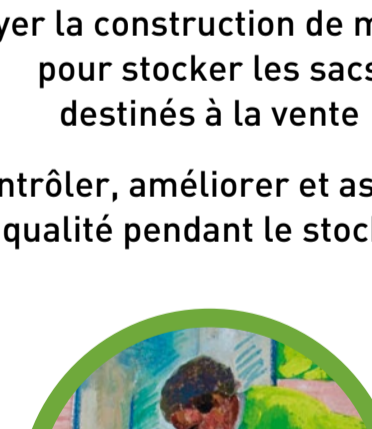 yer la construction de m
pour stocker les sacs
destinés à la vente
ntrôler, améliorer et as
qualité pendant le stoc